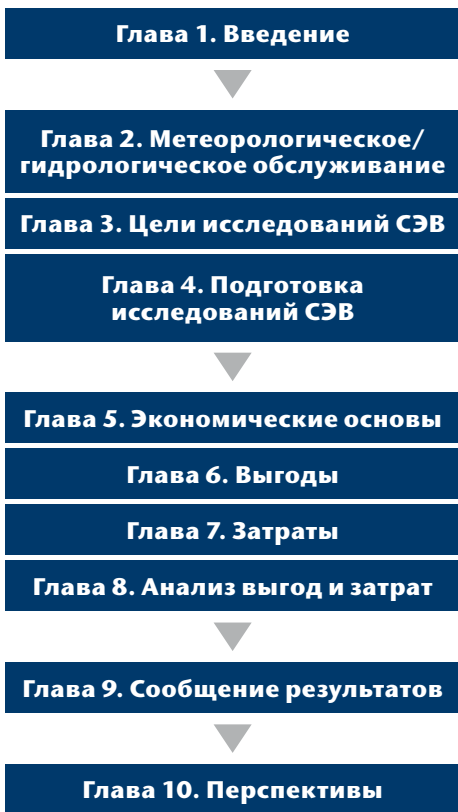 Глава 1. Введение
Глава 2. Метеорологическое/
гидрологическое обслуживание
Глава 3. Цели исследований СЭВ
Глава 4. Подготовка
исследований СЭВ
Глава 5. Экономические основы
Глава 6. Выгоды
Глава 7. Затраты
Глава 8. Анализ выгод и затрат
Глава 9. Сообщение результатов
Глава 10. Перспективы